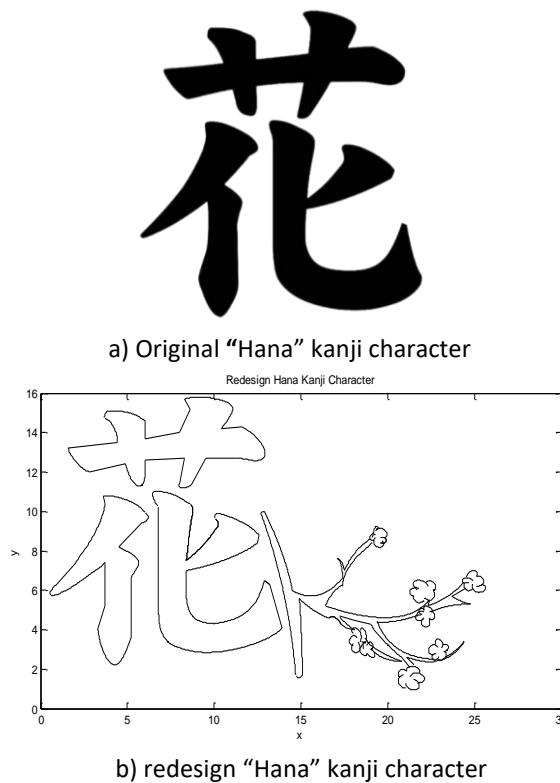 花
a) Original “Hana” kanji character
Redesign Hana Kanji Character
16
14
12
10
8
6
4
2
0
y
花
0 5 10 15 20 25
x
b) redesign “Hana” kanji character